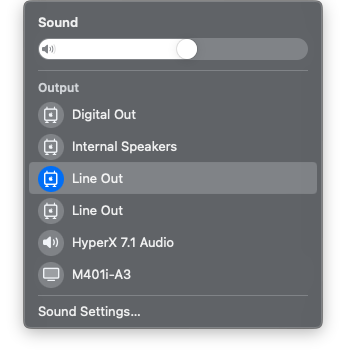 Sound
Output
Digital Out
Internal Speakers
Line Out
Line Out
HyperX 7.1 Audio
M401i-A3
Sound Settings...